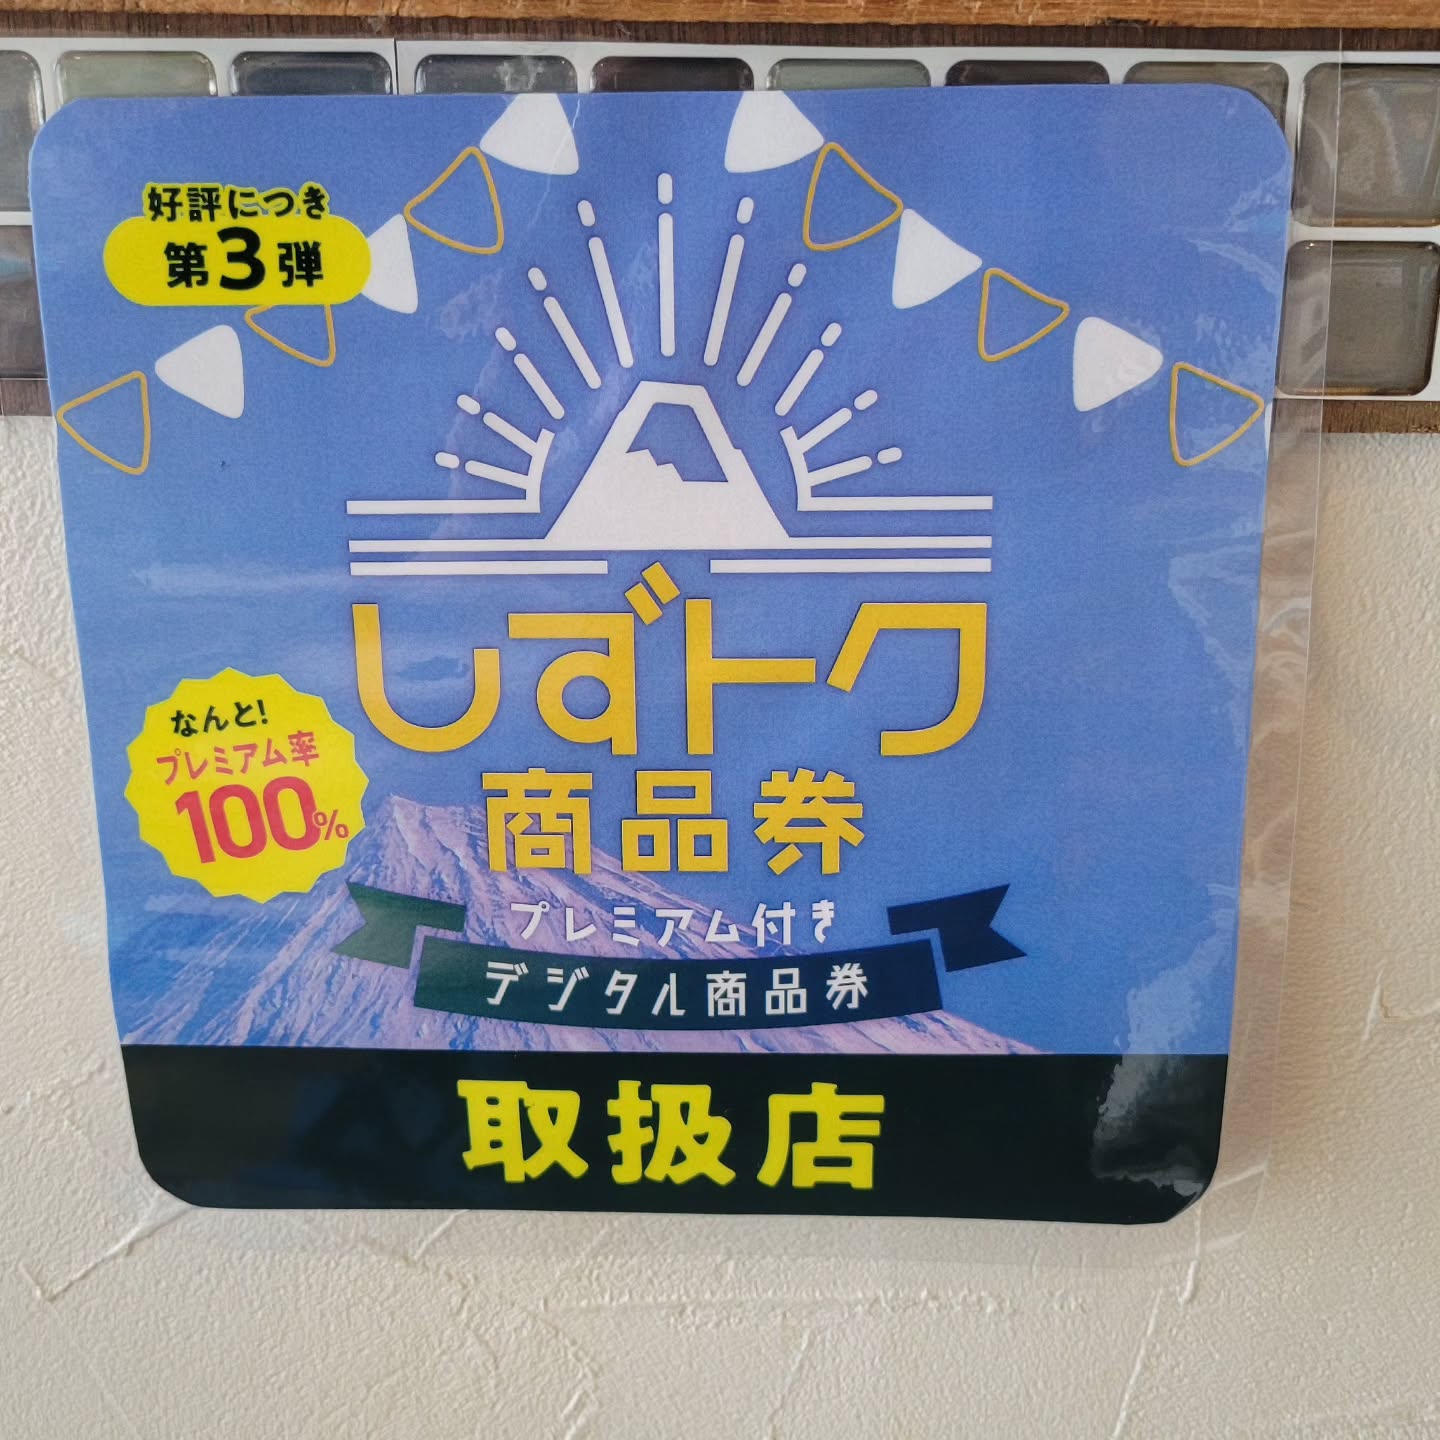 好評につき
第3弾
しずトク
商品券
なんと!
プレミアム率
100%
プレミアム付き
デジタル商品券
取扱店